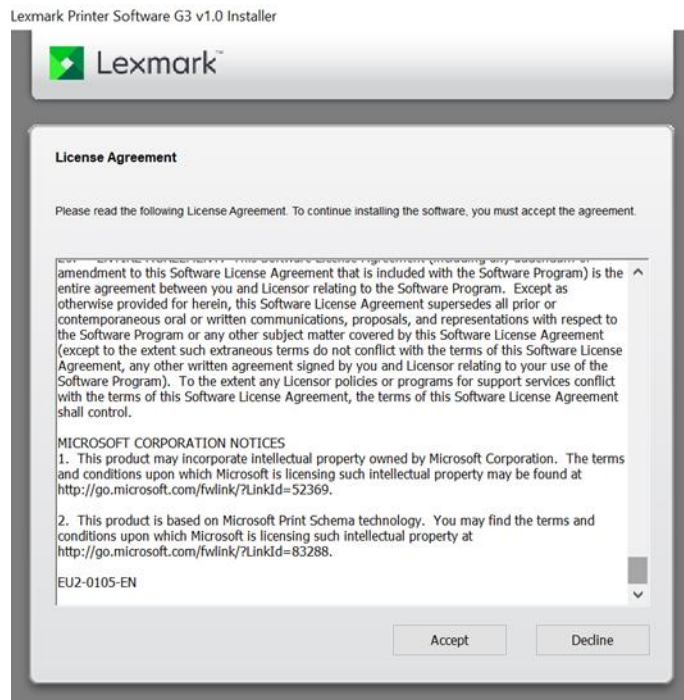 Lexmark Printer Software G3 v1.0 Installer
Lexmark™
License Agreement
Please read the following License Agreement. To continue installing the software, you must accept the agreement.
amendment to this Software License Agreement that is included with the Software Program) is the
entire agreement between you and Licensor relating to the Software Program.  Except as
otherwise provided for herein, this Software License Agreement supersedes all prior or
contemporaneous oral or written communications, proposals, and representations with respect to
the Software Program or any other subject matter covered by this Software License Agreement
(except to the extent such extraneous terms do not conflict with the terms of this Software License
Agreement, any other written agreement signed by you and Licensor relating to your use of the
Software Program).  To the extent any Licensor policies or programs for support services conflict
with the terms of this Software License Agreement, the terms of this Software License Agreement
shall control.
MICROSOFT CORPORATION NOTICES
1.  This product may incorporate intellectual property owned by Microsoft Corporation.  The terms
and conditions upon which Microsoft is licensing such intellectual property may be found at
http://go.microsoft.com/fwlink/?LinkId=52369.
2.  This product is based on Microsoft Print Schema technology.  You may find the terms and
conditions upon which Microsoft is licensing such intellectual property at
http://go.microsoft.com/fwlink/?LinkId=83288.
EU2-0105-EN
Accept
Decline